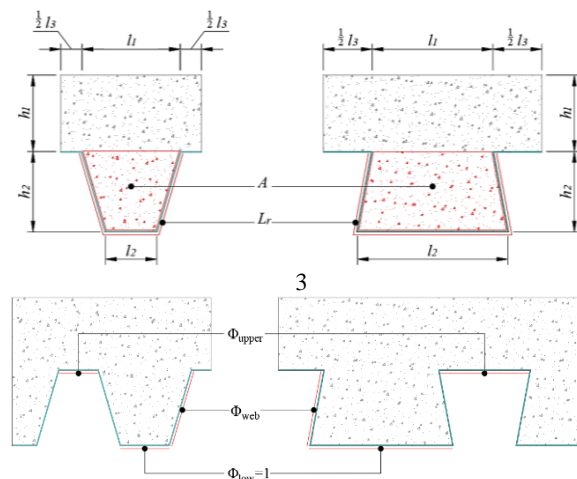 ½ l3 l1 ½ l3 ½ l3 l1 ½ l3
h1 h1
h2 A h2
Lr
l2 l2
3
Φupper
Φweb
Φlow=1